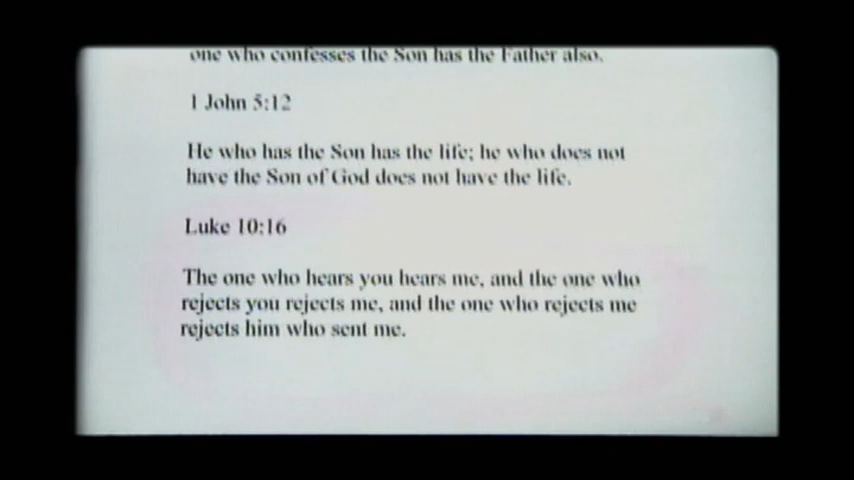 one who confesses the Son has the Father also.
1 John 5:12
He who has the Son has the life; he who does not
have the Son of God does not have the life.
Luke 10:16
The one who hears you hears me, and the one who
rejects you rejects me, and the one who rejects me
rejects him who sent me.